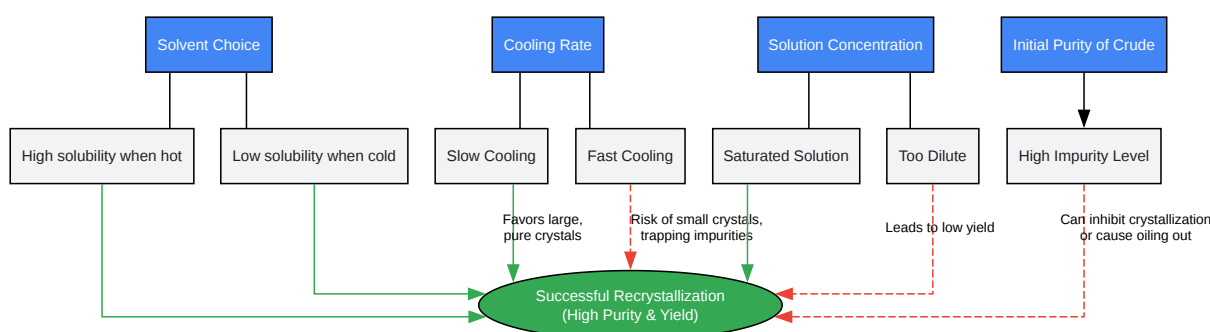 Solvent Choice
Cooling Rate
Solution Concentration
Initial Purity of Crude
High solubility when hot
Low solubility when cold
Slow Cooling
Fast Cooling
Saturated Solution
Too Dilute
High Impurity Level
Favors large,
pure crystals
Risk of small crystals,
trapping impurities
Leads to low yield
Can inhibit crystallization
or cause oiling out
Successful Recrystallization
(High Purity & Yield)